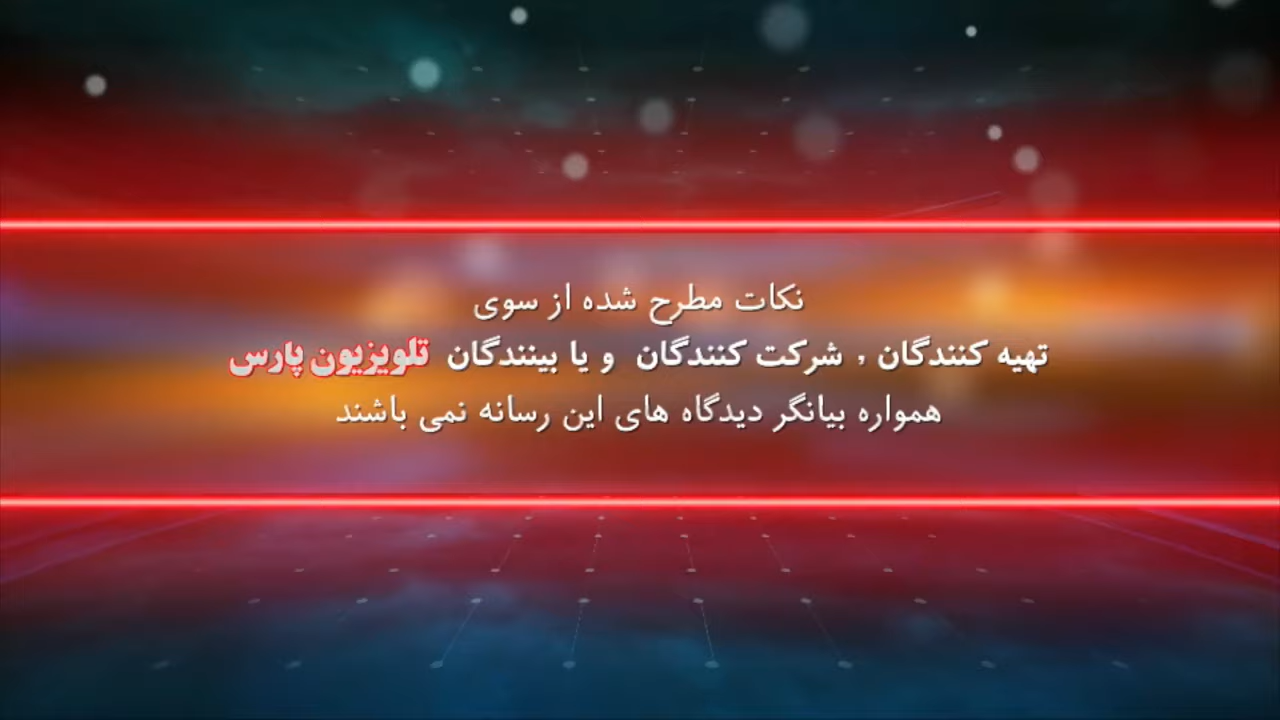 نکات مطرح شده از سوی
تهیه کنندگان , شرکت کنندگان و یا بینندگان تلویزیون پارس
همواره بیانگر دیدگاه های این رسانه نمی باشند